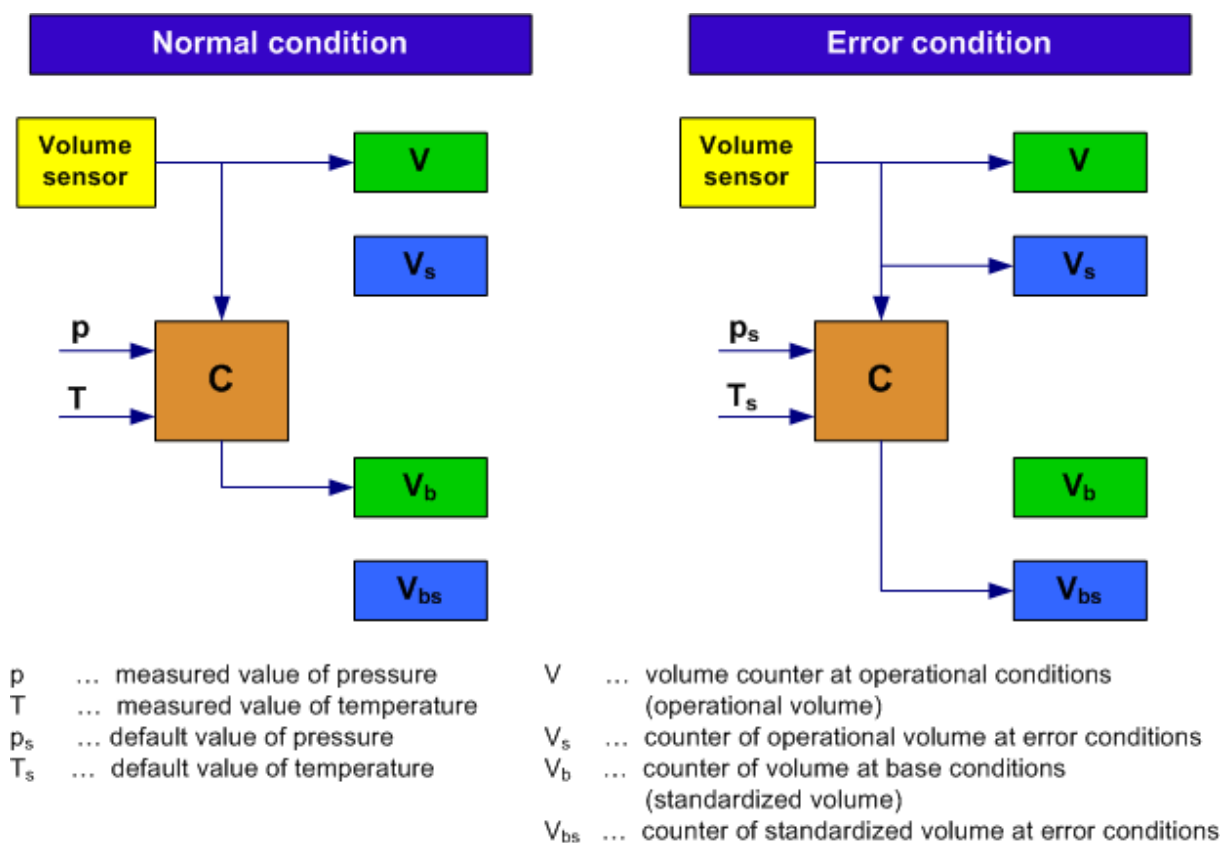 Normal condition
Volume
sensor
V
Vs
p
T
C
Vb
Vbs
Error condition
Volume
sensor
V
Vs
ps
Ts
C
Vb
Vbs
p ... measured value of pressure
T ... measured value of temperature
ps ... default value of pressure
Ts ... default value of temperature
V ... volume counter at operational conditions
(operational volume)
Vs ... counter of operational volume at error conditions
Vb ... counter of volume at base conditions
(standardized volume)
Vbs ... counter of standardized volume at error conditions